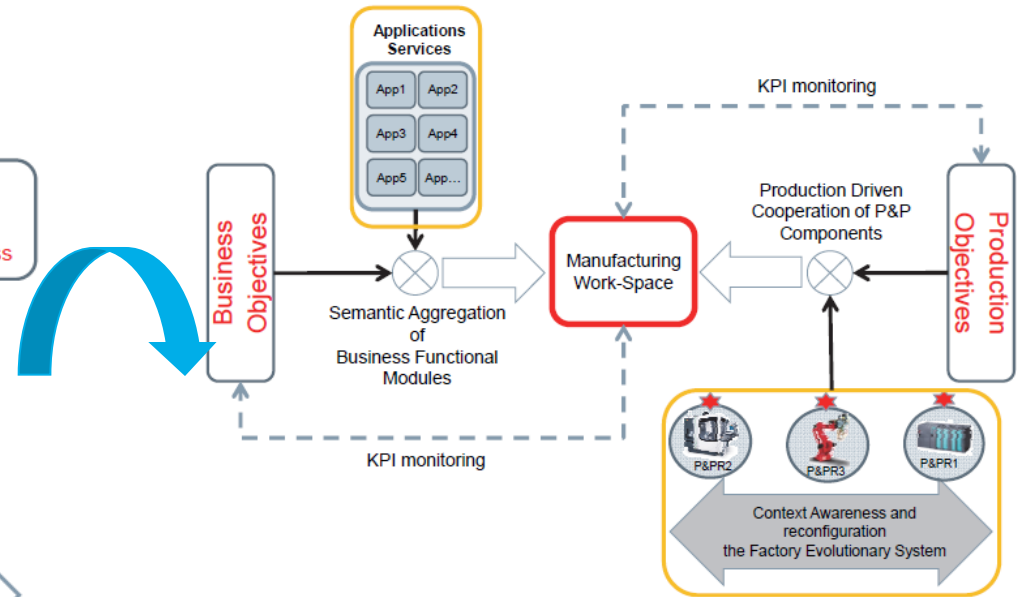 Applications
Services
App1
App2
App3
App4
App5
App...
KPI monitoring
Business
Objectives
Semantic Aggregation
of
Business Functional
Modules
Manufacturing
Work-Space
Production Driven
Cooperation of P&P
Components
Production
Objectives
KPI monitoring
P&PR2
P&PR3
P&PR1
Context Awareness and
reconfiguration
the Factory Evolutionary System